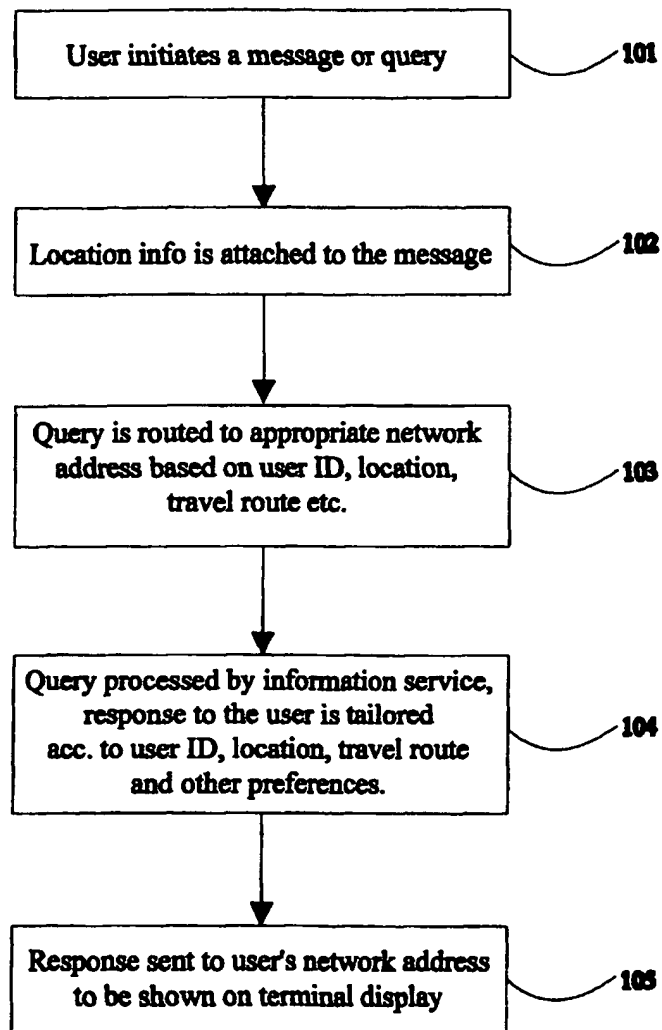 User initiates a message or query
101
Location info is attached to the message
102
Query is routed to appropriate network
address based on user ID, location,
travel route etc.
103
Query processed by information service,
response to the user is tailored
acc. to user ID, location, travel route
and other preferences.
104
Response sent to user's network address
to be shown on terminal display
105